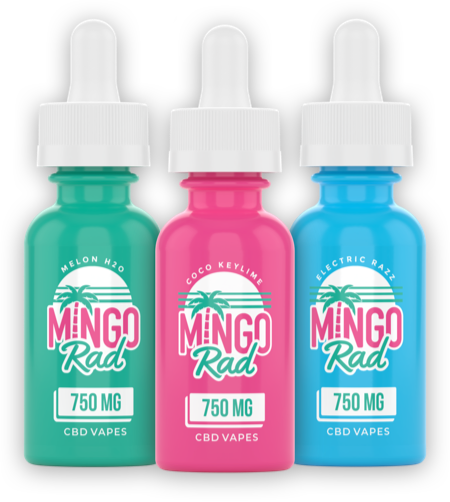 MELON H2O
MINGO
Rad
750 MG
CBD VAPES
COCO KEYLIME
MINGO
Rad
750 MG
CBD VAPES
ELECTRIC RAZZ
MINGO
Rad
750 MG
CBD VAPES